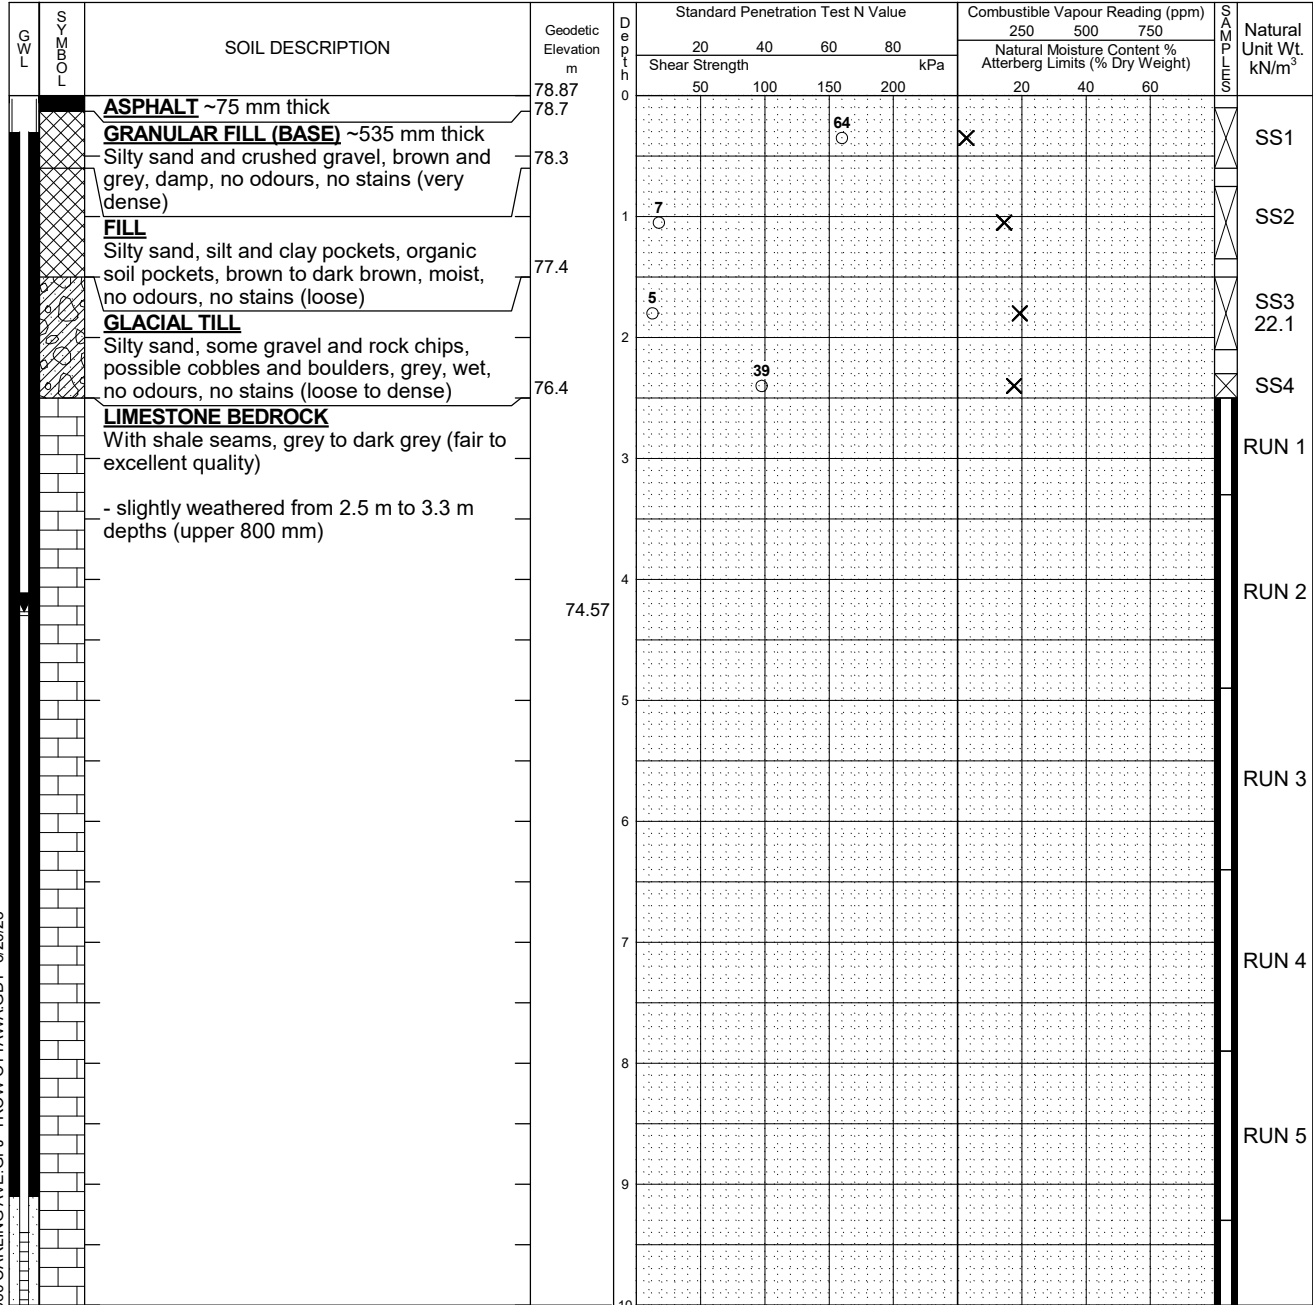 GWL
SYMBOL
SOIL DESCRIPTION
Geodetic
Elevation
m
78.87
Depth
Standard Penetration Test N Value
20 40 60 80
Shear Strength kPa
50 100 150 200
Combustible Vapour Reading (ppm)
250 500 750
Natural Moisture Content %
Atterberg Limits (% Dry Weight)
20 40 60
SAMPLES
Natural
Unit Wt.
kN/m³
0
ASPHALT ~75 mm thick
78.7
GRANULAR FILL (BASE) ~535 mm thick
Silty sand and crushed gravel, brown and
grey, damp, no odours, no stains (very
dense)
78.3
64
SS1
FILL
Silty sand, silt and clay pockets, organic
soil pockets, brown to dark brown, moist,
no odours, no stains (loose)
77.4
1
7
SS2
GLACIAL TILL
Silty sand, some gravel and rock chips,
possible cobbles and boulders, grey, wet,
no odours, no stains (loose to dense)
76.4
5
SS3
22.1
2
39
SS4
LIMESTONE BEDROCK
With shale seams, grey to dark grey (fair to
excellent quality)
- slightly weathered from 2.5 m to 3.3 m
depths (upper 800 mm)
RUN 1
3
4
RUN 2
74.57
5
RUN 3
6
7
RUN 4
8
RUN 5
9
10